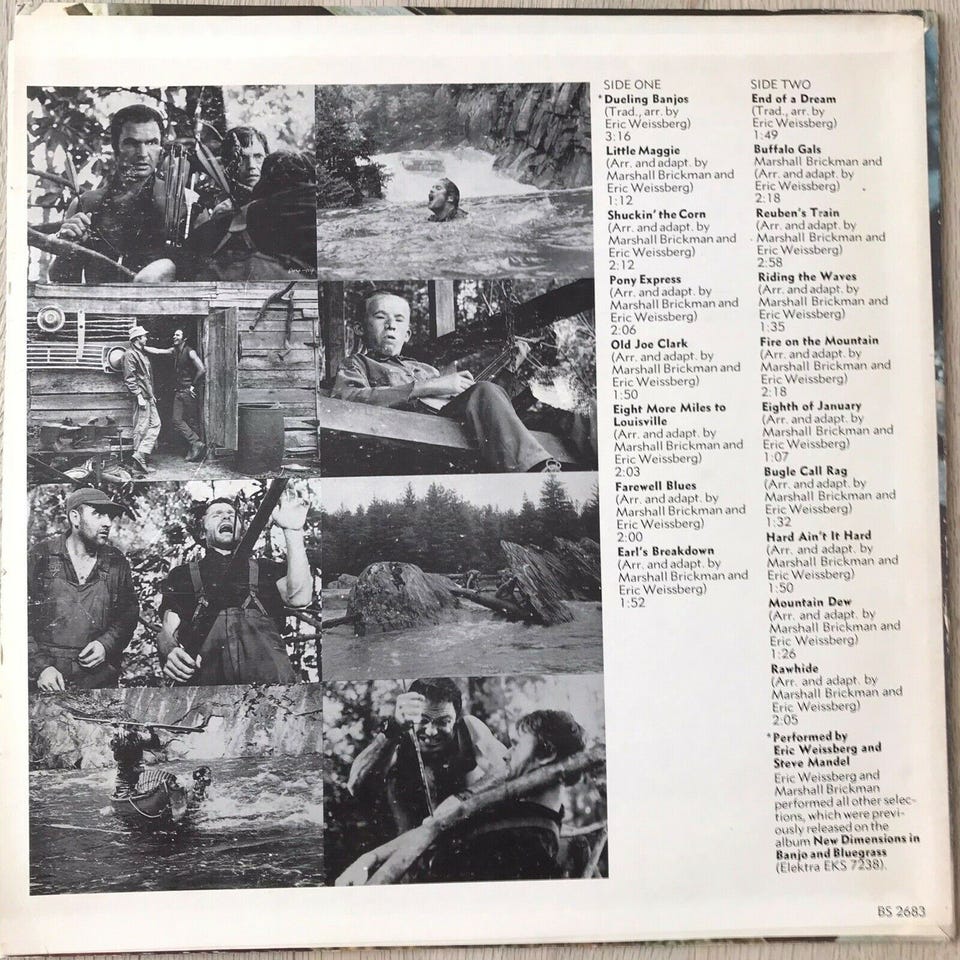 SIDE ONE
*Dueling Banjos
(Trad., arr. by
Eric Weissberg)
3:16
Little Maggie
(Arr. and adapt. by
Marshall Brickman and
Eric Weissberg)
1:12
Shuckin' the Corn
(Arr. and adapt. by
Marshall Brickman and
Eric Weissberg)
2:12
Pony Express
(Arr. and adapt. by
Marshall Brickman and
Eric Weissberg)
2:06
Old Joe Clark
(Arr. and adapt. by
Marshall Brickman and
Eric Weissberg)
1:50
Eight More Miles to
Louisville
(Arr. and adapt. by
Marshall Brickman and
Eric Weissberg)
2:03
Farewell Blues
(Arr. and adapt. by
Marshall Brickman and
Eric Weissberg)
2:00
Earl's Breakdown
(Arr. and adapt. by
Marshall Brickman and
Eric Weissberg)
1:52
SIDE TWO
End of a Dream
(Trad., arr. by
Eric Weissberg)
1:49
Buffalo Gals
Marshall Brickman and
(Arr. and adapt. by
Eric Weissberg)
2:18
Reuben's Train
(Arr. and adapt. by
Marshall Brickman and
Eric Weissberg)
2:58
Riding the Waves
(Arr. and adapt. by
Marshall Brickman and
Eric Weissberg)
1:35
Fire on the Mountain
(Arr. and adapt. by
Marshall Brickman and
Eric Weissberg)
2:18
Eighth of January
(Arr. and adapt. by
Marshall Brickman and
Eric Weissberg)
1:07
Bugle Call Rag
(Arr. and adapt. by
Marshall Brickman and
Eric Weissberg)
1:32
Hard Ain't It Hard
(Arr. and adapt. by
Marshall Brickman and
Eric Weissberg)
1:50
Mountain Dew
(Arr. and adapt. by
Marshall Brickman and
Eric Weissberg)
1:26
Rawhide
(Arr. and adapt. by
Marshall Brickman and
Eric Weissberg)
2:05
*Performed by
Eric Weissberg and
Steve Mandel
Eric Weissberg and
Marshall Brickman
performed all other selec-
tions, which were previ-
ously released on the
album New Dimensions in
Banjo and Bluegrass
(Elektra EKS 7238).
BS 2683